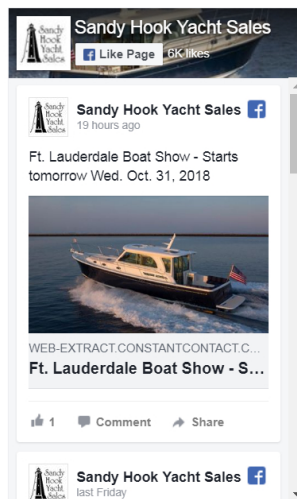 Sandy Hook Yacht Sales
Like Page
6K likes
Sandy
Hook
Yacht
Sales
Sandy
Hook
Yacht
Sales
Sandy Hook Yacht Sales
19 hours ago
Ft. Lauderdale Boat Show - Starts
tomorrow Wed. Oct. 31, 2018
WEB-EXTRACT.CONSTANTCONTACT.C...
Ft. Lauderdale Boat Show - S...
1
Comment
Share
Sandy
Hook
Yacht
Sales
Sandy Hook Yacht Sales
last Friday